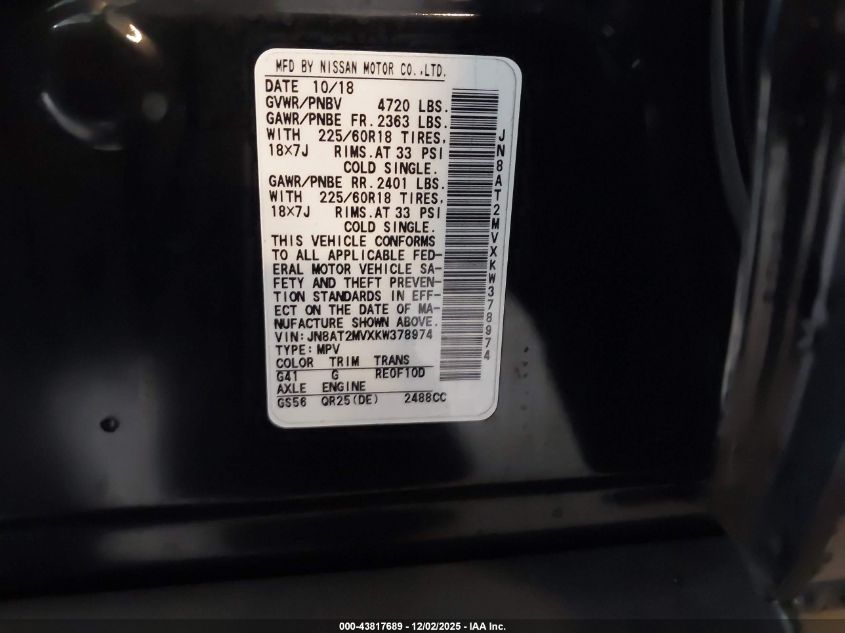 MFD BY NISSAN MOTOR CO.,LTD.
DATE 10/18
GVWR/PNBV 4720 LBS.
GAWR/PNBE FR. 2363 LBS.
WITH 225/60R18 TIRES,
18×7J RIMS.AT 33 PSI
COLD SINGLE.
GAWR/PNBE RR. 2401 LBS.
WITH 225/60R18 TIRES,
18×7J RIMS.AT 33 PSI
COLD SINGLE.
THIS VEHICLE CONFORMS
TO ALL APPLICABLE FED-
ERAL MOTOR VEHICLE SA-
FETY AND THEFT PREVEN-
TION STANDARDS IN EFF-
ECT ON THE DATE OF MA-
NUFACTURE SHOWN ABOVE.
VIN: JN8AT2MVXKW378974
TYPE: MPV
COLOR TRIM TRANS
G41 G RE0F10D
AXLE ENGINE
GS56 QR25(DE) 2488CC
JN8AT2MVXKW378974
000-43817689 - 12/02/2025 - IAA Inc.